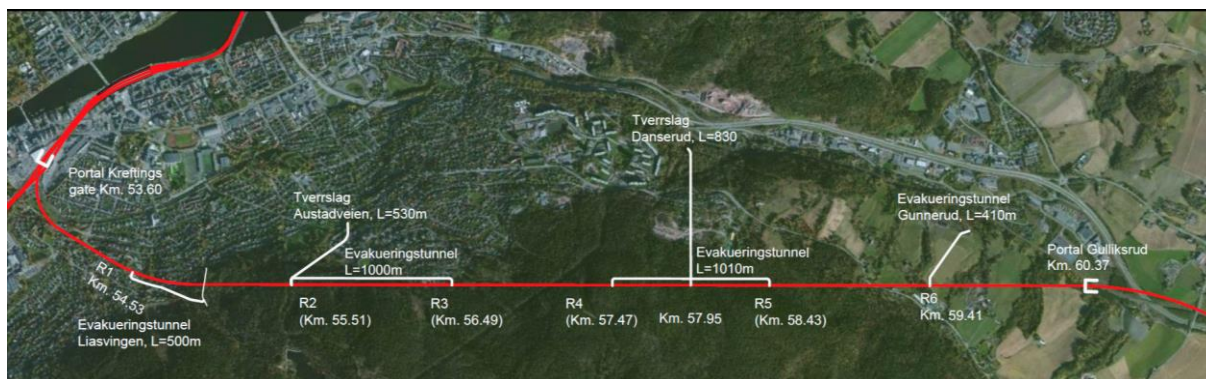 Portal Kreftings
gate Km. 53.60
R1
Km. 54.53
Evakueringstunnel
Liasvingen, L=500m
Tverrslag
Austadveien, L=530m
Evakueringstunnel
L=1000m
R2
(Km. 55.51)
R3
(Km. 56.49)
Tverrslag
Danserud, L=830
Evakueringstunnel
L=1010m
R4
(Km. 57.47)
Km. 57.95
R5
(Km. 58.43)
Evakueringtunnel
Gunnerud, L=410m
R6
Km. 59.41
Portal Gulliksrud
Km. 60.37